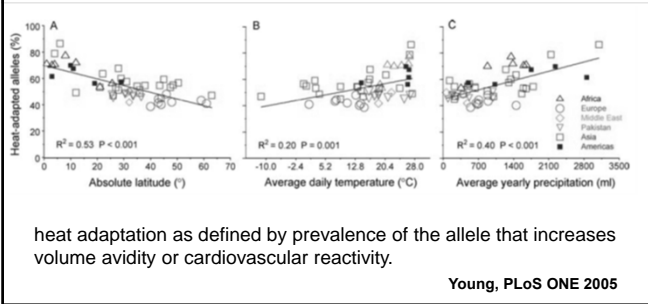 A
B
C
Heat-adapted alleles (%)
100
80
60
40
20
0
R² = 0.53 P < 0.001
R² = 0.20 P = 0.001
R² = 0.40 P < 0.001
Africa
Europe
Middle East
Pakistan
Asia
Americas
0 10 20 30 40 50 60 70
-10.0 -2.4 5.2 12.8 20.4 28.0
0 700 1400 2100 2800 3500
Absolute latitude (°)
Average daily temperature (°C)
Average yearly precipitation (ml)
heat adaptation as defined by prevalence of the allele that increases
volume avidity or cardiovascular reactivity.
Young, PLoS ONE 2005